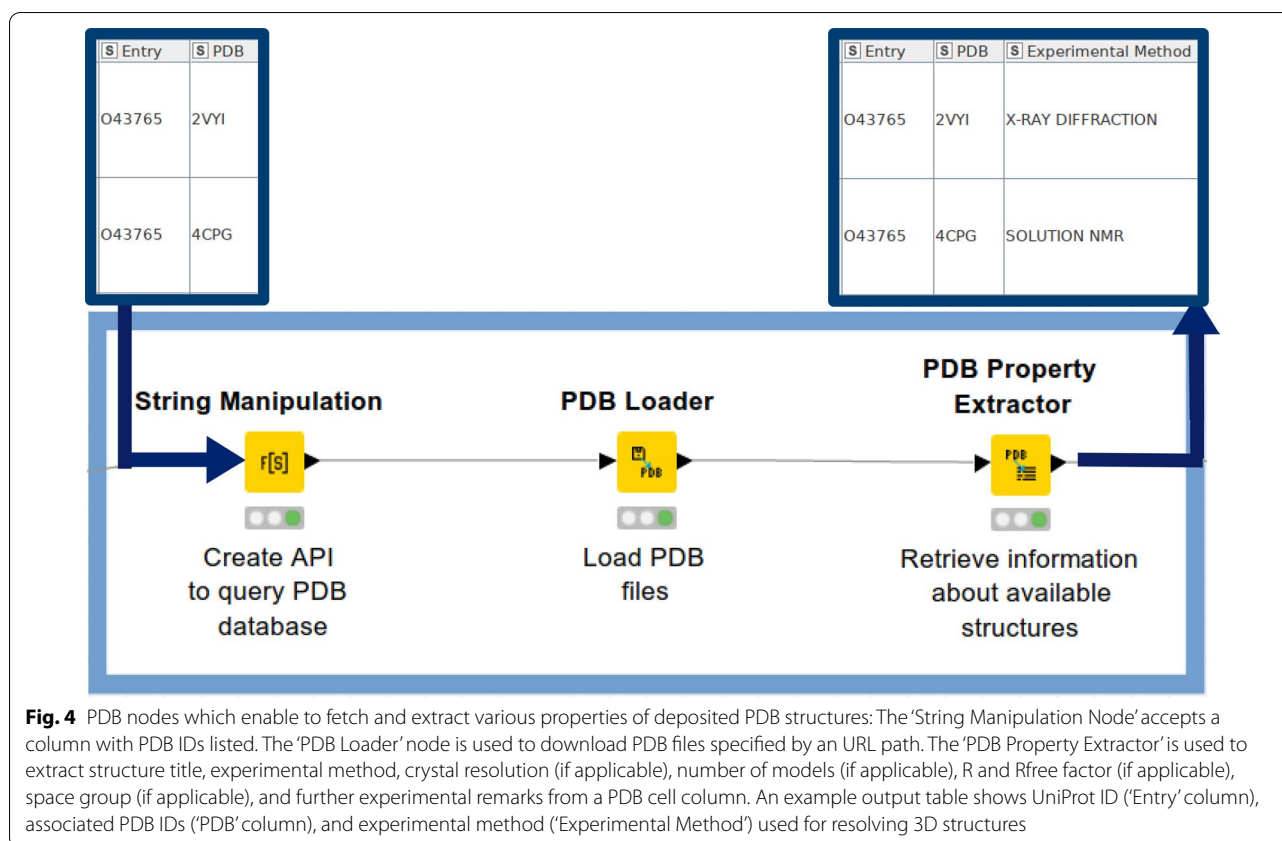 S Entry S PDB
O43765 2VYI
O43765 4CPG
S Entry S PDB S Experimental Method
O43765 2VYI X-RAY DIFFRACTION
O43765 4CPG SOLUTION NMR
String Manipulation
F[S]
Create API
to query PDB
database
PDB Loader
PDB
Load PDB
files
PDB Property
Extractor
PDB
Retrieve information
about available
structures
Fig. 4 PDB nodes which enable to fetch and extract various properties of deposited PDB structures: The ‘String Manipulation Node’ accepts a
column with PDB IDs listed. The ‘PDB Loader’ node is used to download PDB files specified by an URL path. The ‘PDB Property Extractor’ is used to
extract structure title, experimental method, crystal resolution (if applicable), number of models (if applicable), R and Rfree factor (if applicable),
space group (if applicable), and further experimental remarks from a PDB cell column. An example output table shows UniProt ID (‘Entry’ column),
associated PDB IDs (‘PDB’ column), and experimental method (‘Experimental Method’) used for resolving 3D structures